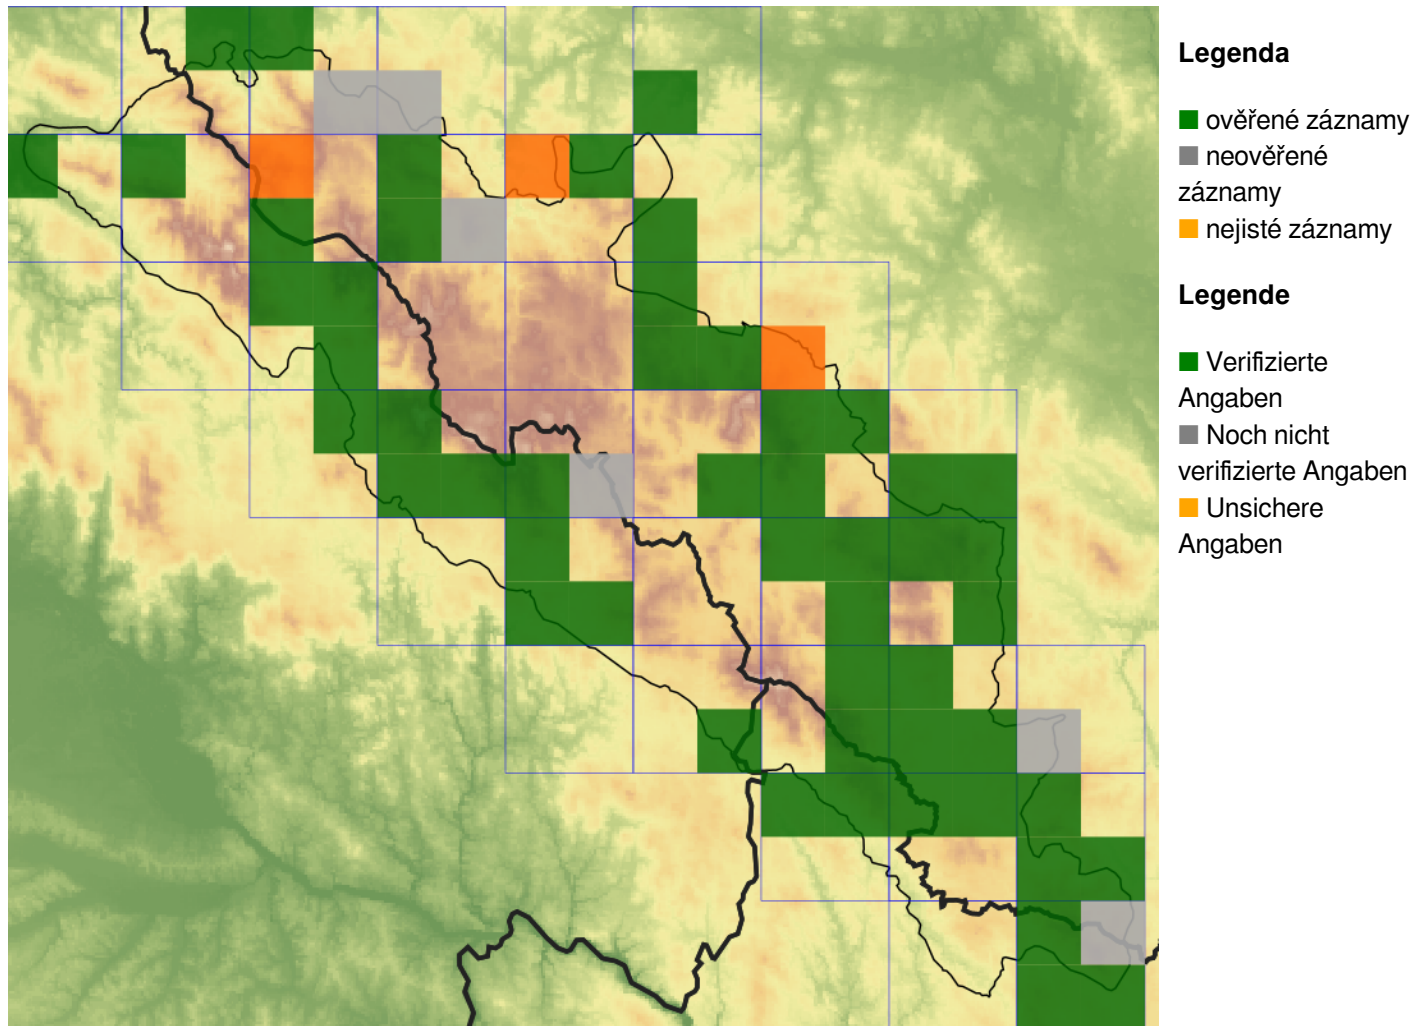 Legenda
ověřené záznamy
neověřené
záznamy
nejisté záznamy
Legende
Verifizierte
Angaben
Noch nicht
verifizierte Angaben
Unsichere
Angaben